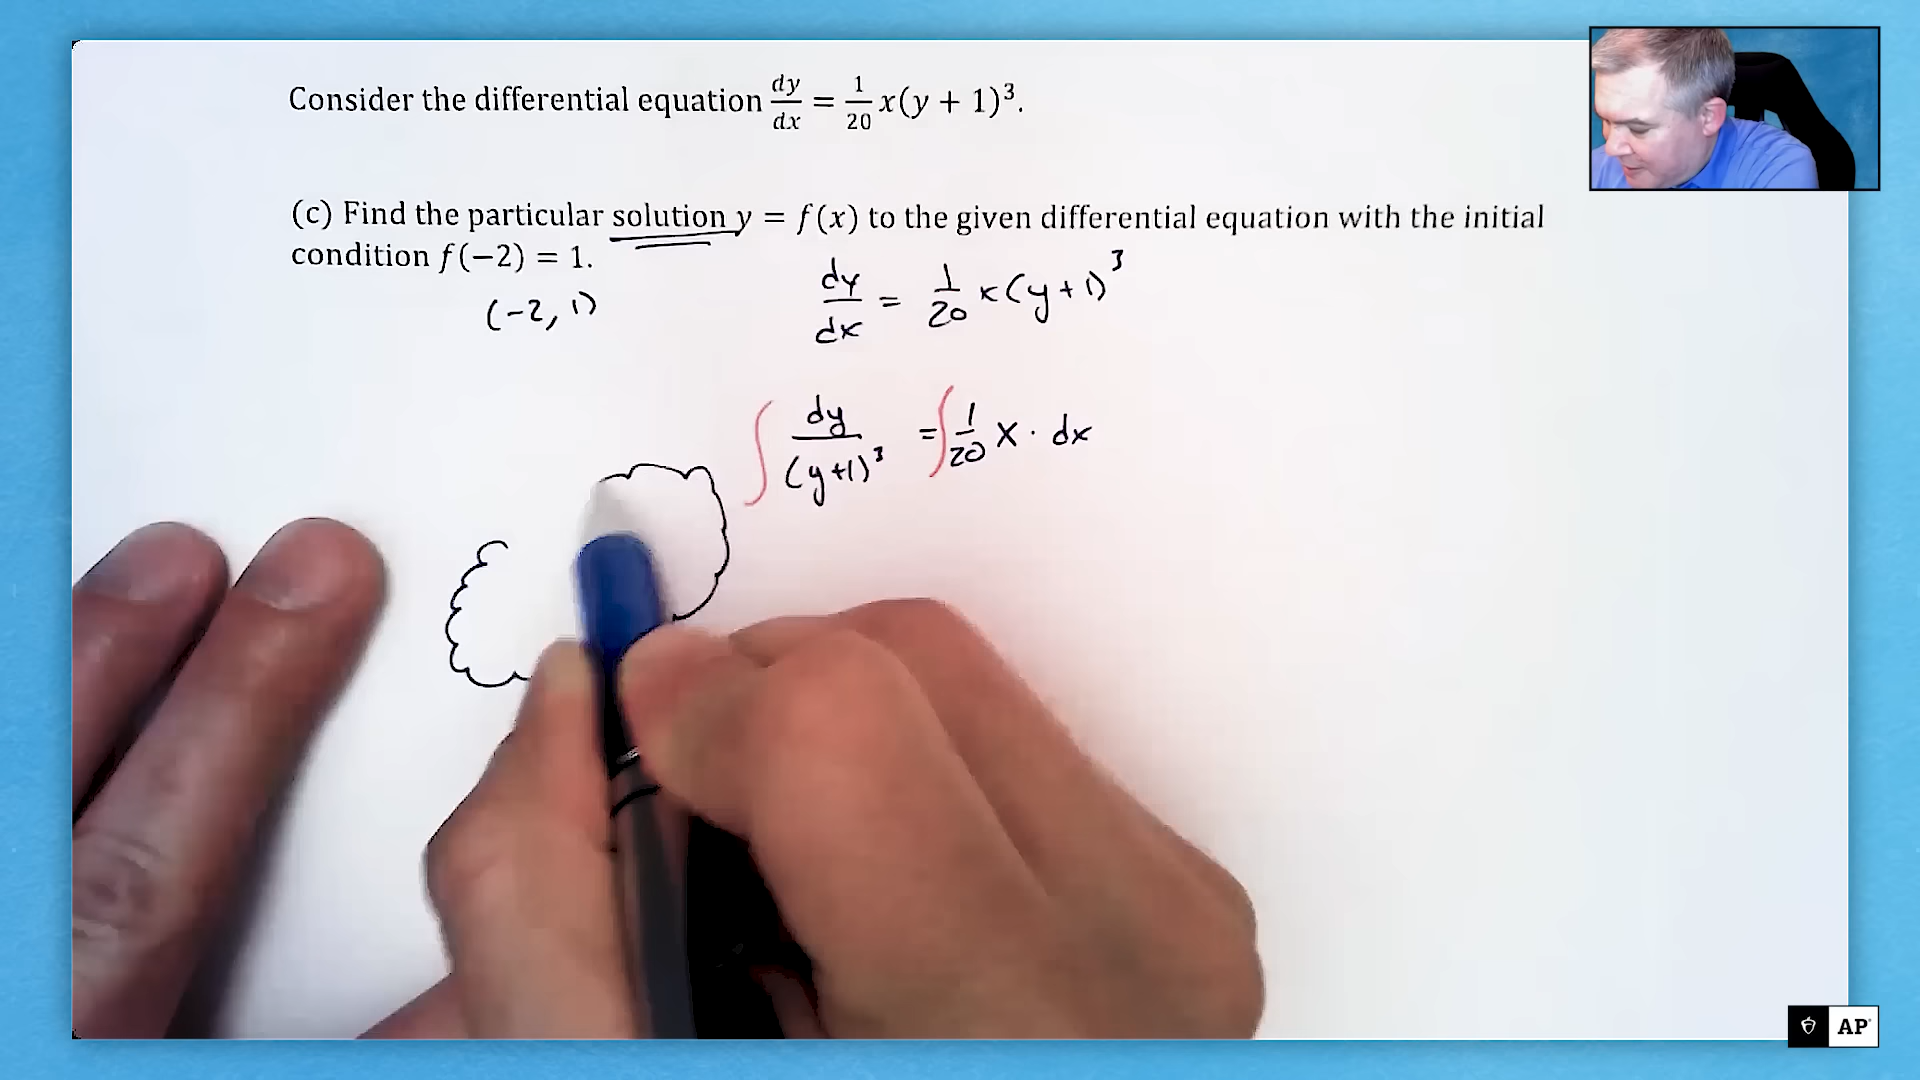 Consider the differential equation dy/dx = 1/20 x(y + 1)³.
(c) Find the particular solution y = f(x) to the given differential equation with the initial
condition f(−2) = 1.
(-2, 1)
dy/dx = 1/20 x(y+1)³
∫ dy/(y+1)³ = ∫ 1/20 x · dx
AP